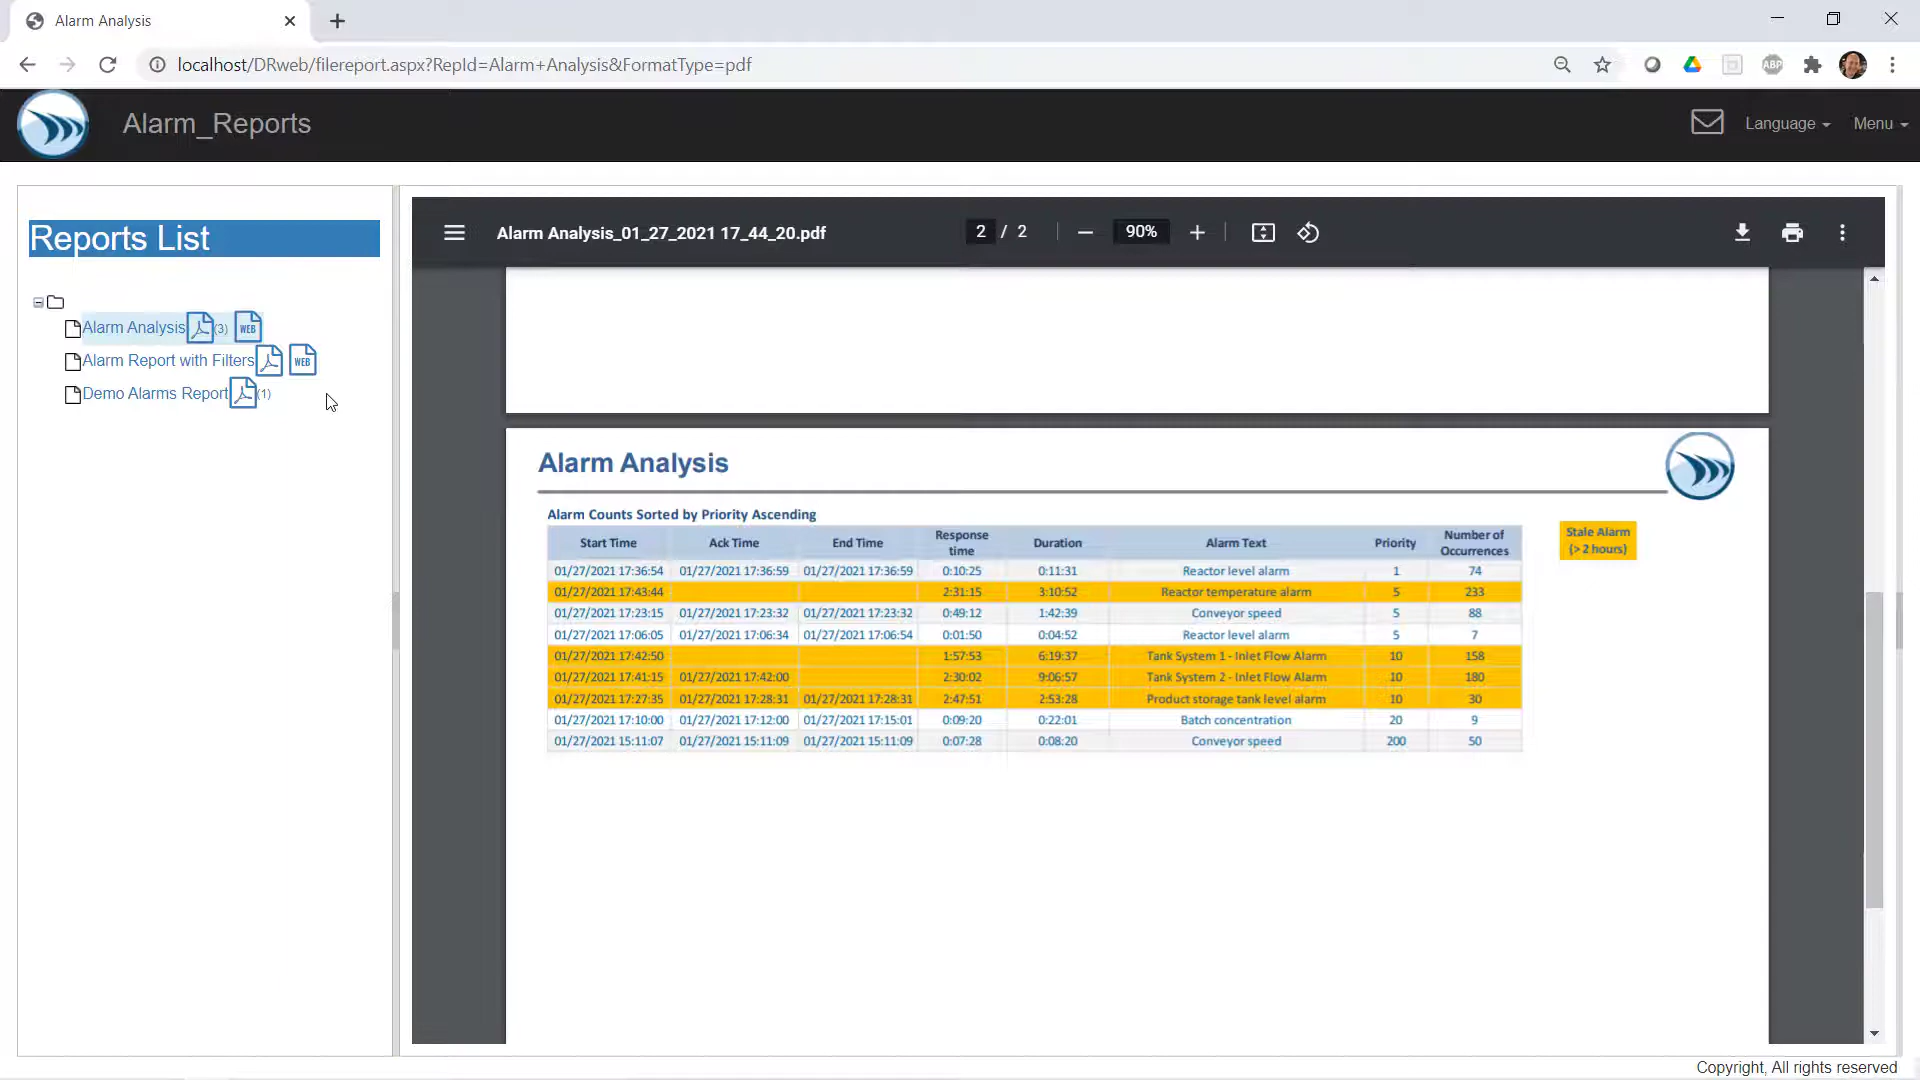 Alarm Analysis
localhost/DRweb/filereport.aspx?RepId=Alarm+Analysis&FormatType=pdf
ABP
Alarm_Reports
Language
Menu
Reports List
Alarm Analysis (3) WEB
Alarm Report with Filters WEB
Demo Alarms Report (1)
Alarm Analysis_01_27_2021 17_44_20.pdf
2 / 2
90%
Alarm Analysis
Alarm Counts Sorted by Priority Ascending
Start Time Ack Time End Time Response time Duration Alarm Text Priority Number of Occurrences
01/27/2021 17:36:54 01/27/2021 17:36:59 01/27/2021 17:36:59 0:10:25 0:11:31 Reactor level alarm 1 74
01/27/2021 17:43:44 2:31:15 3:10:52 Reactor temperature alarm 5 233
01/27/2021 17:23:15 01/27/2021 17:23:32 01/27/2021 17:23:32 0:49:12 1:42:39 Conveyor speed 5 88
01/27/2021 17:06:05 01/27/2021 17:06:34 01/27/2021 17:06:54 0:01:50 0:04:52 Reactor level alarm 5 7
01/27/2021 17:42:50 1:57:53 6:19:37 Tank System 1 - Inlet Flow Alarm 10 158
01/27/2021 17:41:15 01/27/2021 17:42:00 2:30:02 9:06:57 Tank System 2 - Inlet Flow Alarm 10 180
01/27/2021 17:27:35 01/27/2021 17:28:31 01/27/2021 17:28:31 2:47:51 2:53:28 Product storage tank level alarm 10 30
01/27/2021 17:10:00 01/27/2021 17:12:00 01/27/2021 17:15:01 0:09:20 0:22:01 Batch concentration 20 9
01/27/2021 15:11:07 01/27/2021 15:11:09 01/27/2021 15:11:09 0:07:28 0:08:20 Conveyor speed 200 50
Stale Alarm
(> 2 hours)
Copyright, All rights reserved